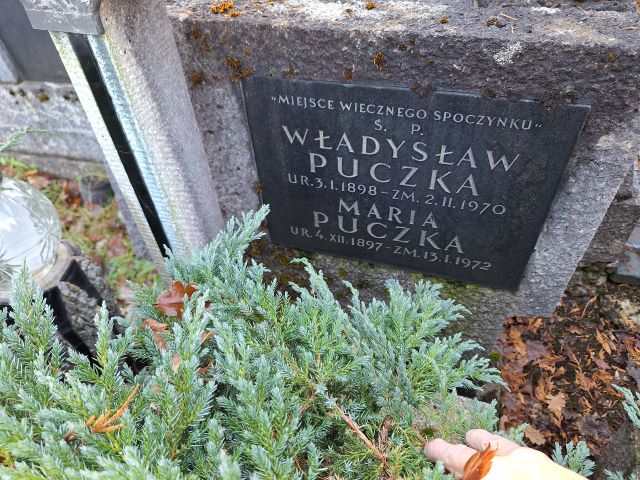 "MIEJSCE WIECZNEGO SPOCZYNKU"
Ś. P.
WŁADYSŁAW
PUCZKA
UR.3.I.1898-ZM.2.II.1970
MARIA
PUCZKA
UR.4.XII.1897-ZM.13.I.1972